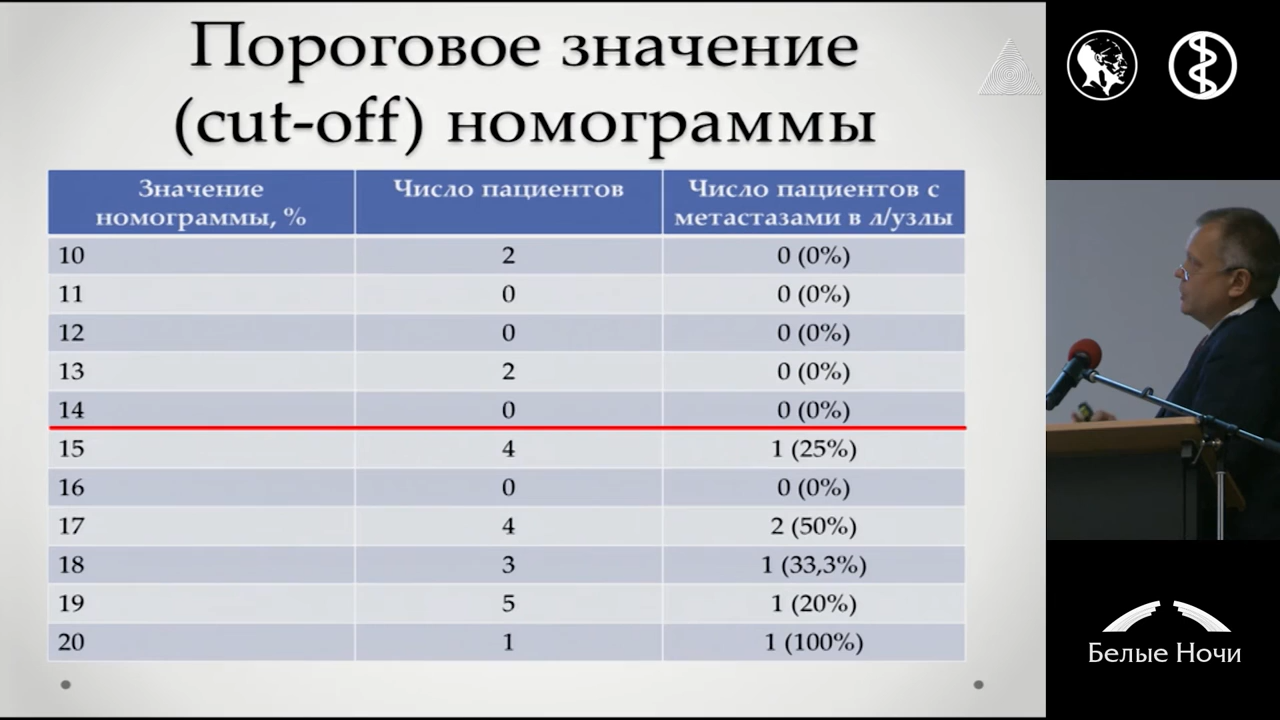 Пороговое значение
(cut-off) номограммы
Значение номограммы, % Число пациентов Число пациентов с метастазами в л/узлы
10 2 0 (0%)
11 0 0 (0%)
12 0 0 (0%)
13 2 0 (0%)
14 0 0 (0%)
15 4 1 (25%)
16 0 0 (0%)
17 4 2 (50%)
18 3 1 (33,3%)
19 5 1 (20%)
20 1 1 (100%)
Белые Ночи